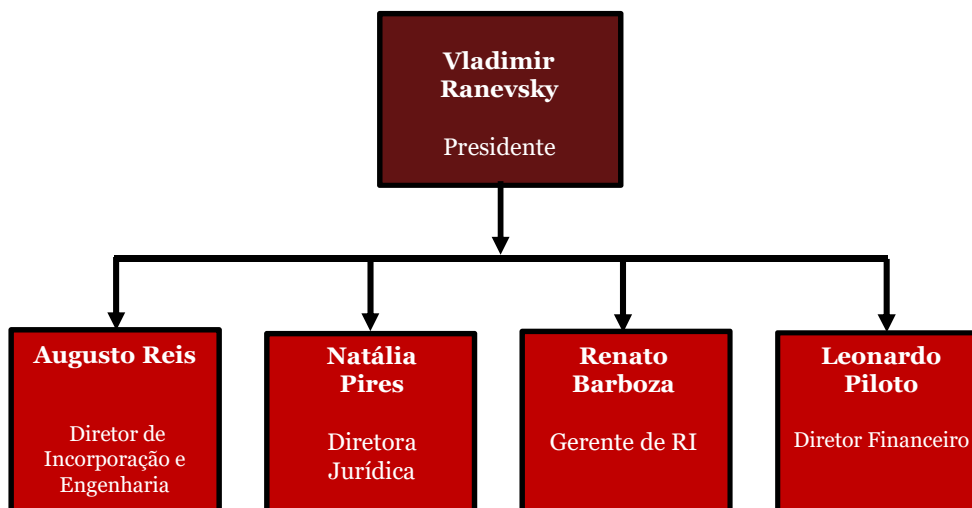 Vladimir
Ranevsky
Presidente
Augusto Reis
Diretor de
Incorporação e
Engenharia
Natália
Pires
Diretora
Jurídica
Renato
Barboza
Gerente de RI
Leonardo
Piloto
Diretor Financeiro